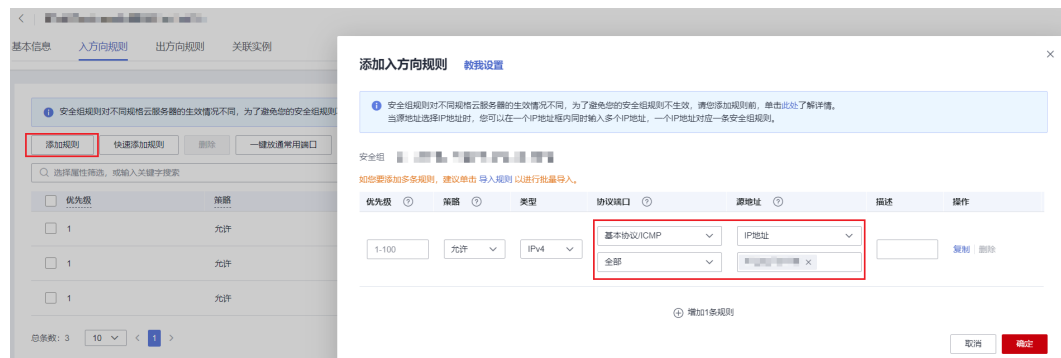 基本信息 入方向规则 出方向规则 关联实例
安全组规则对不同规格云服务器的生效情况不同，为了避免您的安全组规则
添加规则 快速添加规则 删除 一键放通常用端口
选择属性筛选，或输入关键字搜索
优先级 策略
1 允许
1 允许
1 允许
总条数：3 10 1
添加入方向规则 教我设置
安全组规则对不同规格云服务器的生效情况不同，为了避免您的安全组规则不生效，请您添加规则前，单击此处了解详情。
当源地址选择IP地址时，您可以在一个IP地址框内同时输入多个IP地址，一个IP地址对应一条安全组规则。
安全组
如您要添加多条规则，建议单击 导入规则 以进行批量导入。
优先级 策略 类型 协议端口 源地址 描述 操作
1-100 允许 IPv4 基本协议/ICMP IP地址 复制 删除
全部
增加1条规则
取消 确定